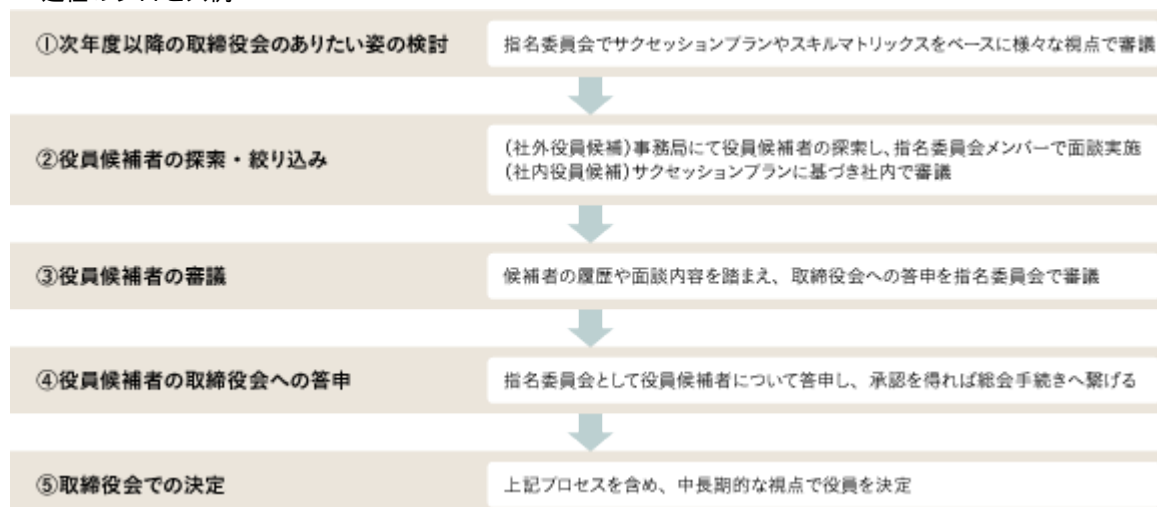 ①次年度以降の取締役会のありたい姿の検討
指名委員会でサクセッションプランやスキルマトリックスをベースに様々な視点で審議
②役員候補者の探索・絞り込み
(社外役員候補)事務局にて役員候補者の探索し、指名委員会メンバーで面談実施
(社内役員候補)サクセッションプランに基づき社内で審議
③役員候補者の審議
候補者の履歴や面談内容を踏まえ、取締役会への答申を指名委員会で審議
④役員候補者の取締役会への答申
指名委員会として役員候補者について答申し、承認を得れば総会手続きへ繋げる
⑤取締役会での決定
上記プロセスを含め、中長期的な視点で役員を決定